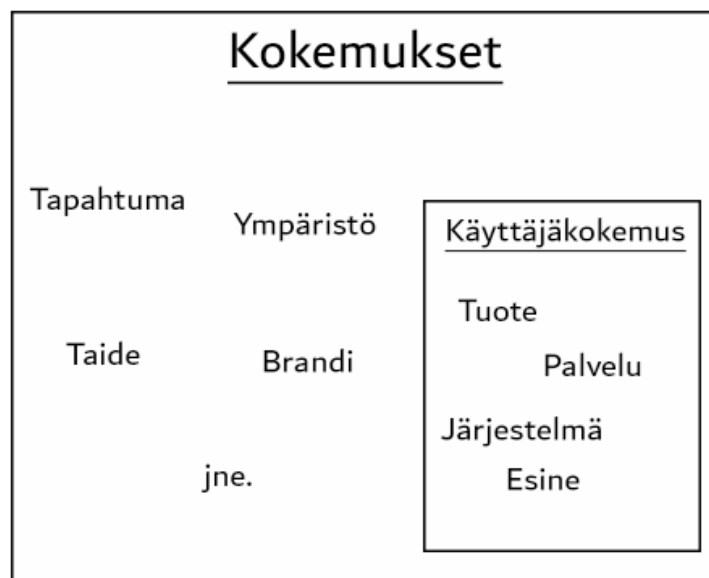 Kokemukset
Tapahtuma
Ympäristö
Taide
Brandi
jne.
Käyttäjäkokemus
Tuote
Palvelu
Järjestelmä
Esine